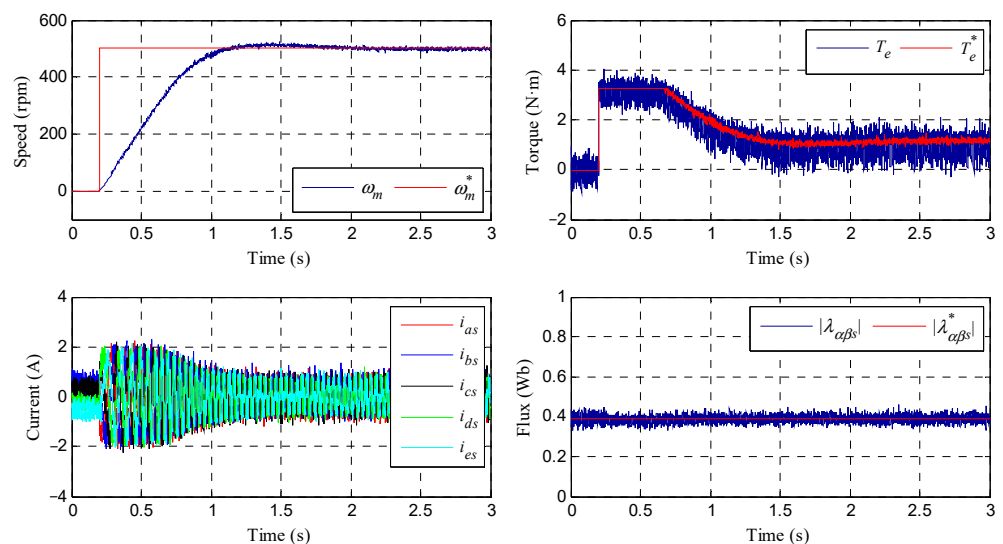 600
400
200
0
Speed (rpm)
ω_m ω_m^*
0 0.5 1 1.5 2 2.5 3
Time (s)
6
4
2
0
−2
Torque (N·m)
T_e T_e^*
0 0.5 1 1.5 2 2.5 3
Time (s)
4
2
0
−2
−4
Current (A)
i_as
i_bs
i_cs
i_ds
i_es
0 0.5 1 1.5 2 2.5 3
Time (s)
1
0.8
0.6
0.4
0.2
0
Flux (Wb)
|λ_αβs| |λ_αβs^*|
0 0.5 1 1.5 2 2.5 3
Time (s)